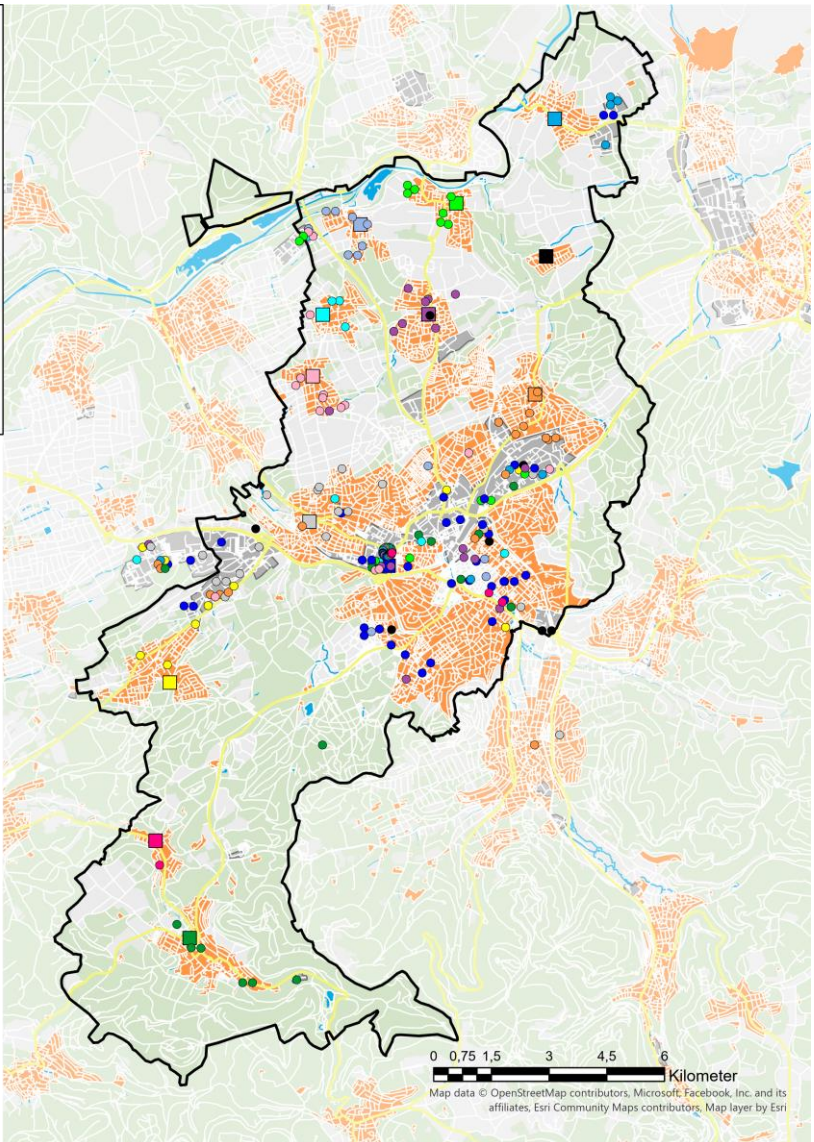 0 0,75 1,5 3 4,5 6
Kilometer
Map data © OpenStreetMap contributors, Microsoft, Facebook, Inc. and its
affiliates, Esri Community Maps contributors, Map layer by Esri